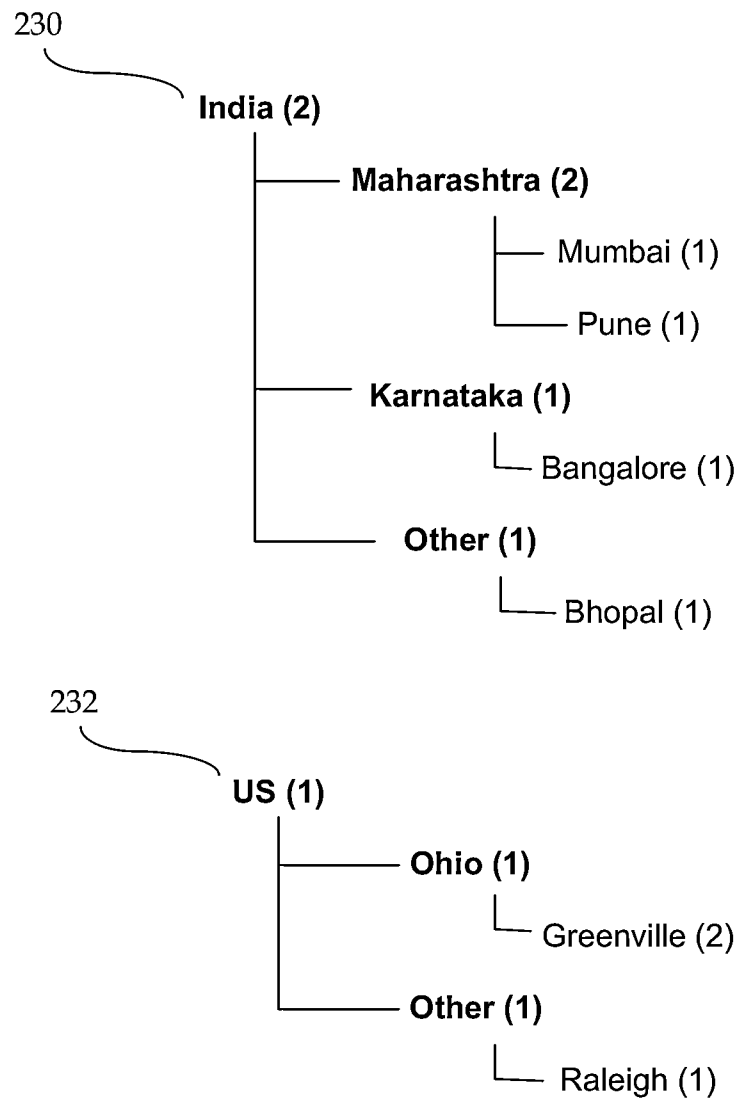 230
India (2)
Maharashtra (2)
Mumbai (1)
Pune (1)
Karnataka (1)
Bangalore (1)
Other (1)
Bhopal (1)
232
US (1)
Ohio (1)
Greenville (2)
Other (1)
Raleigh (1)